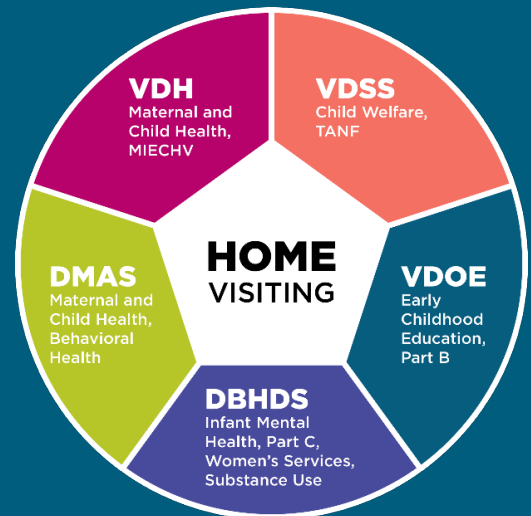 VDH
Maternal and
Child Health,
MIECHV
VDSS
Child Welfare,
TANF
HOME
VISITING
DMAS
Maternal and
Child Health,
Behavioral
Health
VDOE
Early
Childhood
Education,
Part B
DBHDS
Infant Mental
Health, Part C,
Women's Services,
Substance Use